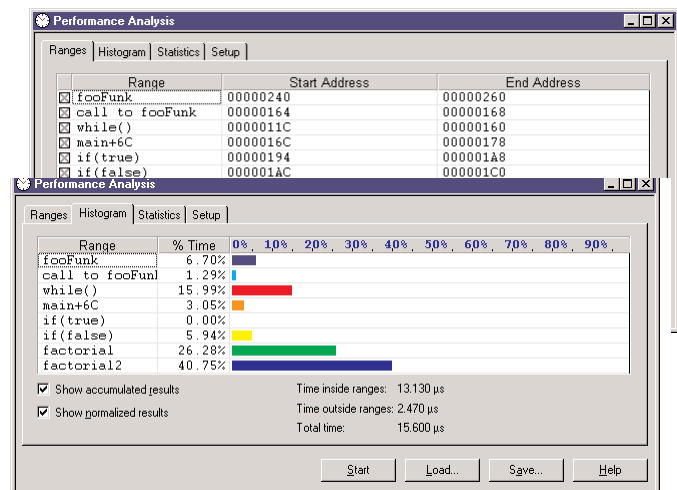 Performance Analysis
Ranges Histogram Statistics Setup
Range Start Address End Address
fooFunk 00000240 00000260
call to fooFunk 00000164 00000168
while() 0000011C 00000160
main+6C 0000016C 00000178
if(true) 00000194 000001A8
if(false) 000001AC 000001C0
Performance Analysis
Ranges Histogram Statistics Setup
Range % Time 0% 10% 20% 30% 40% 50% 60% 70% 80% 90%
fooFunk 6.70%
call to fooFunl 1.29%
while() 15.99%
main+6C 3.05%
if(true) 0.00%
if(false) 5.94%
factorial 26.28%
factorial2 40.75%
Show accumulated results Time inside ranges: 13.130 µs
Show normalized results Time outside ranges: 2.470 µs
Total time: 15.600 µs
Start Load... Save... Help